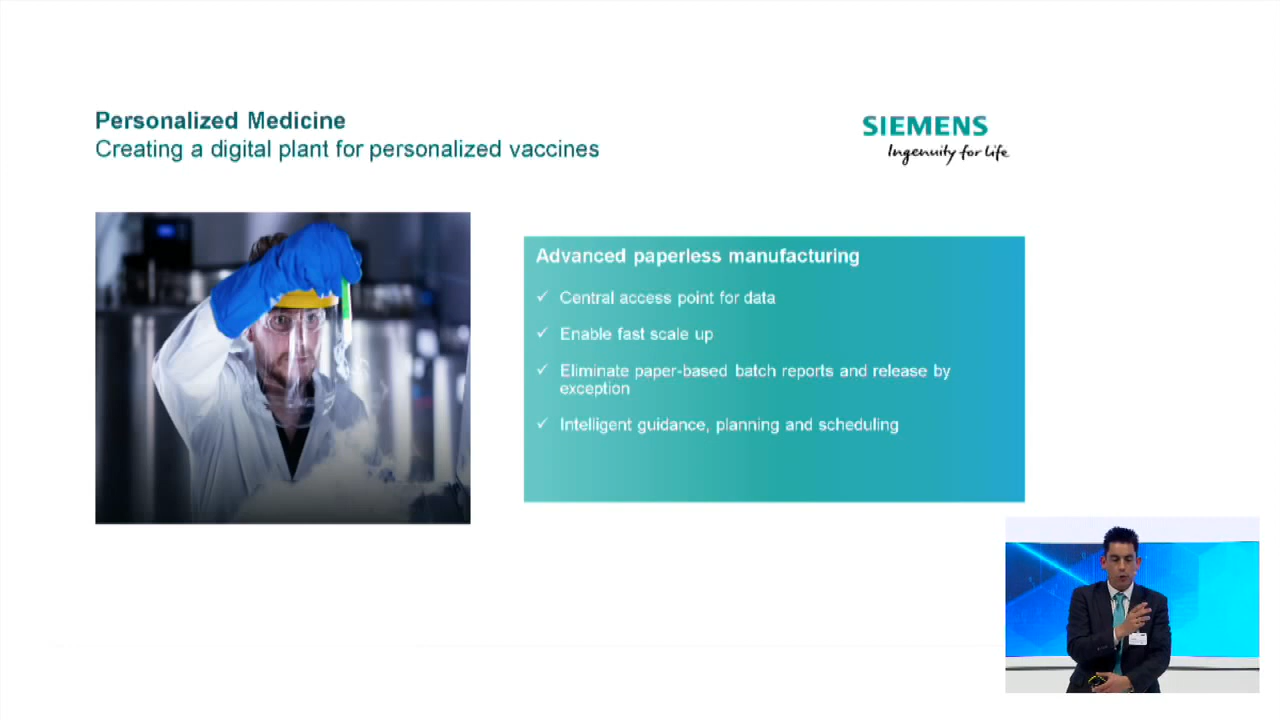 Personalized Medicine
Creating a digital plant for personalized vaccines
SIEMENS
Ingenuity for life
Advanced paperless manufacturing
✓ Central access point for data
✓ Enable fast scale up
✓ Eliminate paper-based batch reports and release by
exception
✓ Intelligent guidance, planning and scheduling